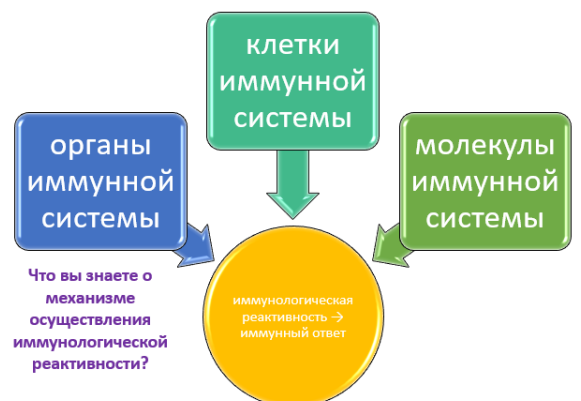 клетки
иммунной
системы
органы
иммунной
системы
молекулы
иммунной
системы
Что вы знаете о
механизме
осуществления
иммунологической
реактивности?
иммунологическая
реактивность →
иммунный ответ